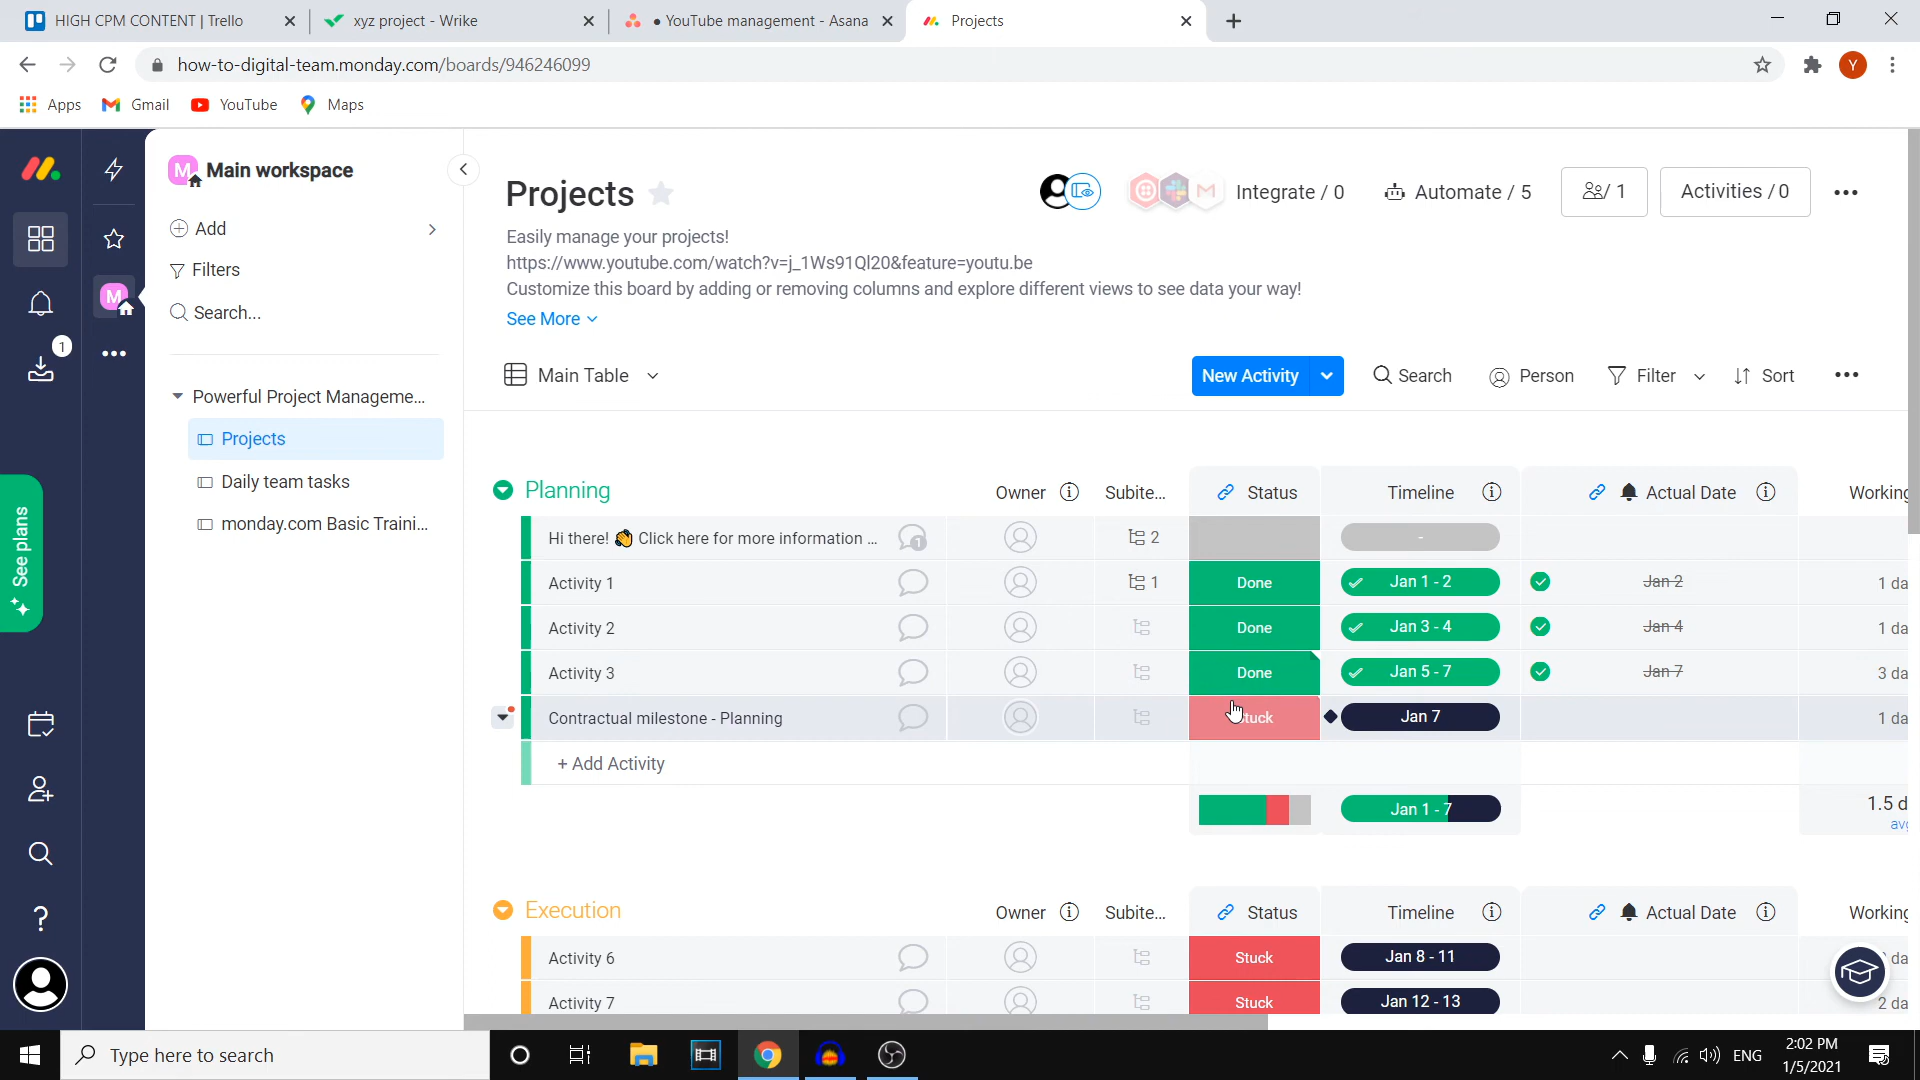 HIGH CPM CONTENT | Trello
xyz project - Wrike
● YouTube management - Asana
Projects
how-to-digital-team.monday.com/boards/946246099
Y
Apps
Gmail
YouTube
Maps
M
Main workspace
Add
Filters
Search...
M
1
Powerful Project Manageme...
Projects
Daily team tasks
monday.com Basic Traini...
See plans
?
Projects
Integrate / 0
Automate / 5
/ 1
Activities / 0
Easily manage your projects!
https://www.youtube.com/watch?v=j_1Ws91Ql20&feature=youtu.be
Customize this board by adding or removing columns and explore different views to see data your way!
See More
Main Table
New Activity
Search
Person
Filter
Sort
Planning
Owner
Subite...
Status
Timeline
Actual Date
Working
Hi there! 👋 Click here for more information ...
1
2
-
Activity 1
1
Done
Jan 1 - 2
Jan 2
1 da
Activity 2
Done
Jan 3 - 4
Jan 4
1 da
Activity 3
Done
Jan 5 - 7
Jan 7
3 da
Contractual milestone - Planning
tuck
Jan 7
1 da
+ Add Activity
Jan 1 - 7
1.5 d
avg
Execution
Owner
Subite...
Status
Timeline
Actual Date
Working
Activity 6
Stuck
Jan 8 - 11
da
Activity 7
Stuck
Jan 12 - 13
2 da
Type here to search
ENG
2:02 PM
1/5/2021